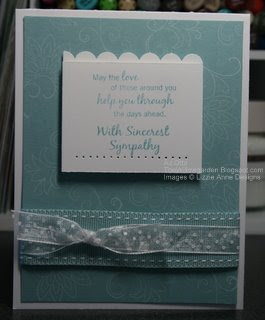 May the love
of those around you
help you through
the days ahead.
With Sincerest
Sympathy
Images © Lizzie Anne Designs